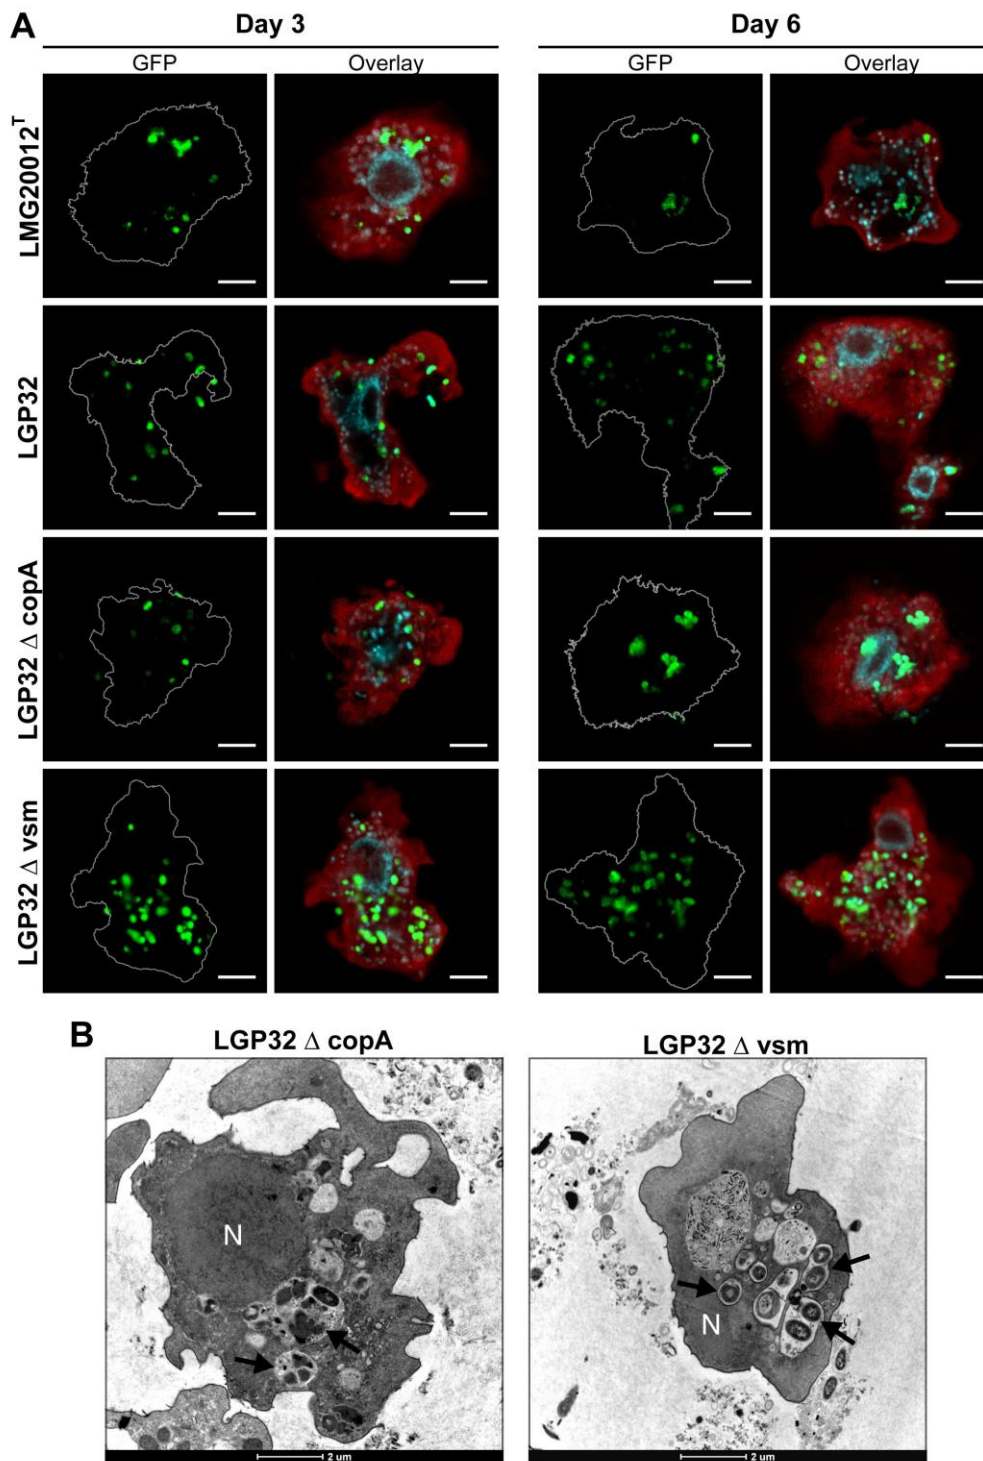 A
Day 3 Day 6
GFP Overlay GFP Overlay
LMG20012ᵀ
LGP32
LGP32 Δ copA
LGP32 Δ vsm
B
LGP32 Δ copA LGP32 Δ vsm
N N
2 um 2 um